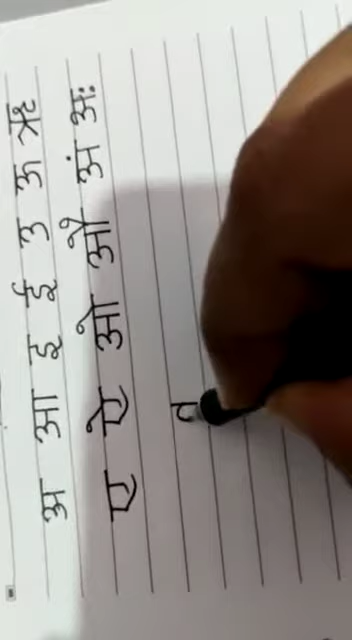 अ आ इ ई उ ऊ ऋ
ए ऐ ओ औ अं अः